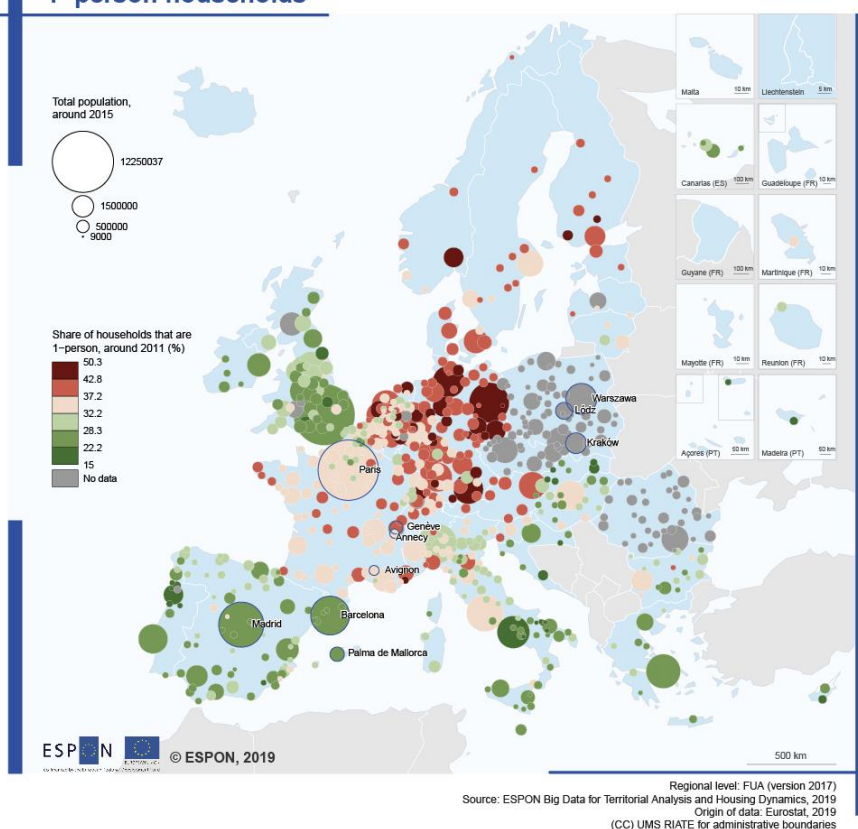 1-person households
Total population,
around 2015
12250037
1500000
500000
9000
Share of households that are
1−person, around 2011 (%)
50.3
42.8
37.2
32.2
28.3
22.2
15
No data
Malta
10 km
Liechtenstein
5 km
Canarias (ES)
100 km
Guadeloupe (FR)
10 km
Guyane (FR)
100 km
Martinique (FR)
10 km
Mayotte (FR)
10 km
Reunion (FR)
10 km
Açores (PT)
50 km
Madeira (PT)
50 km
Warszawa
Lódz
Kraków
Paris
Genève
Annecy
Avignon
Barcelona
Madrid
Palma de Mallorca
ESPON
© ESPON, 2019
500 km
Regional level: FUA (version 2017)
Source: ESPON Big Data for Territorial Analysis and Housing Dynamics, 2019
Origin of data: Eurostat, 2019
(CC) UMS RIATE for administrative boundaries